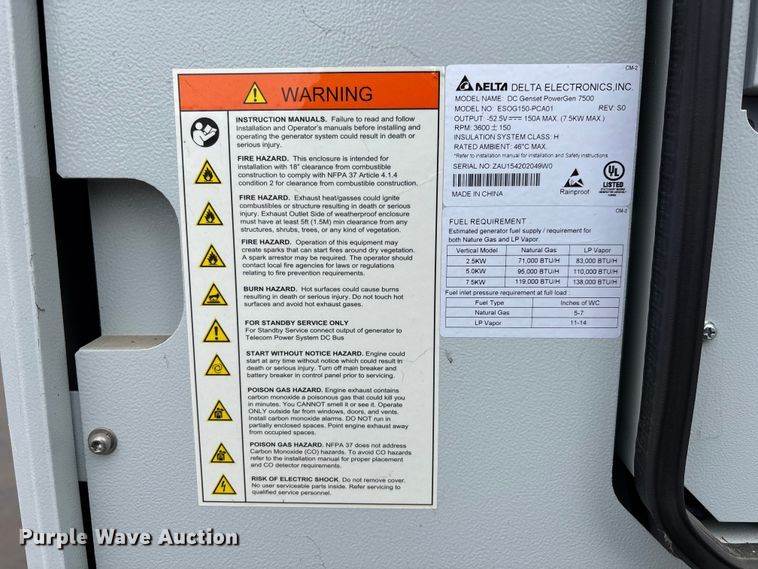 WARNING
INSTRUCTION MANUALS. Failure to read and follow
Installation and Operator's manuals before installing and
operating the generator system could result in death or
serious injury.
FIRE HAZARD. This enclosure is intended for
installation with 18" clearance from combustible
construction to comply with NFPA 37 Article 4.1.4
condition 2 for clearance from combustible construction.
FIRE HAZARD. Exhaust heat/gasses could ignite
combustibles or structure resulting in death or serious
injury. Exhaust Outlet Side of weatherproof enclosure
must have at least 5ft (1.5M) min clearance from any
structures, shrubs, trees, or any kind of vegetation.
FIRE HAZARD. Operation of this equipment may
create sparks that can start fires around dry vegetation.
A spark arrestor may be required. The operator should
contact local fire agencies for laws or regulations
relating to fire prevention requirements.
BURN HAZARD. Hot surfaces could cause burns
resulting in death or serious injury. Do not touch hot
surfaces and avoid hot exhaust gases.
FOR STANDBY SERVICE ONLY
For Standby Service connect output of generator to
Telecom Power System DC Bus
START WITHOUT NOTICE HAZARD. Engine could
start at any time without notice which could result in
death or serious injury. Turn off main breaker and
battery breaker in control panel prior to servicing.
POISON GAS HAZARD. Engine exhaust contains
carbon monoxide a poisonous gas that could kill you
in minutes. You CANNOT smell it or see it. Operate
ONLY outside far from windows, doors, and vents.
Install carbon monoxide alarms. DO NOT run in
partially enclosed spaces. Point engine exhaust away
from occupied spaces.
POISON GAS HAZARD. NFPA 37 does not address
Carbon Monoxide (CO) hazards. To avoid CO hazards
refer to the installation manual for proper placement
and CO detector requirements.
RISK OF ELECTRIC SHOCK. Do not remove cover.
No user serviceable parts inside. Refer servicing to
qualified service personnel.
CM-2
DELTA DELTA ELECTRONICS,INC.
MODEL NAME: DC Genset PowerGen 7500
MODEL NO: ESOG150-PCA01 REV: S0
OUTPUT: -52.5V 150A MAX. (7.5KW MAX.)
RPM: 3600 ± 150
INSULATION SYSTEM CLASS: H
RATED AMBIENT: 46°C MAX.
*Refer to installation manual for Installation and Safety instructions
SERIAL NO:ZAU154202049W0
UL
LISTED
Rainproof
MADE IN CHINA
CM-2
FUEL REQUIREMENT
Estimated generator fuel supply / requirement for
both Nature Gas and LP Vapor.
Vertical Model Natural Gas LP Vapor
2.5KW 71,000 BTU/H 83,000 BTU/H
5.0KW 95,000 BTU/H 110,000 BTU/H
7.5KW 119,000 BTU/H 138,000 BTU/H
Fuel inlet pressure requirement at full load
Fuel Type Inches of WC
Natural Gas 5-7
LP Vapor 11-14
Purple Wave Auction